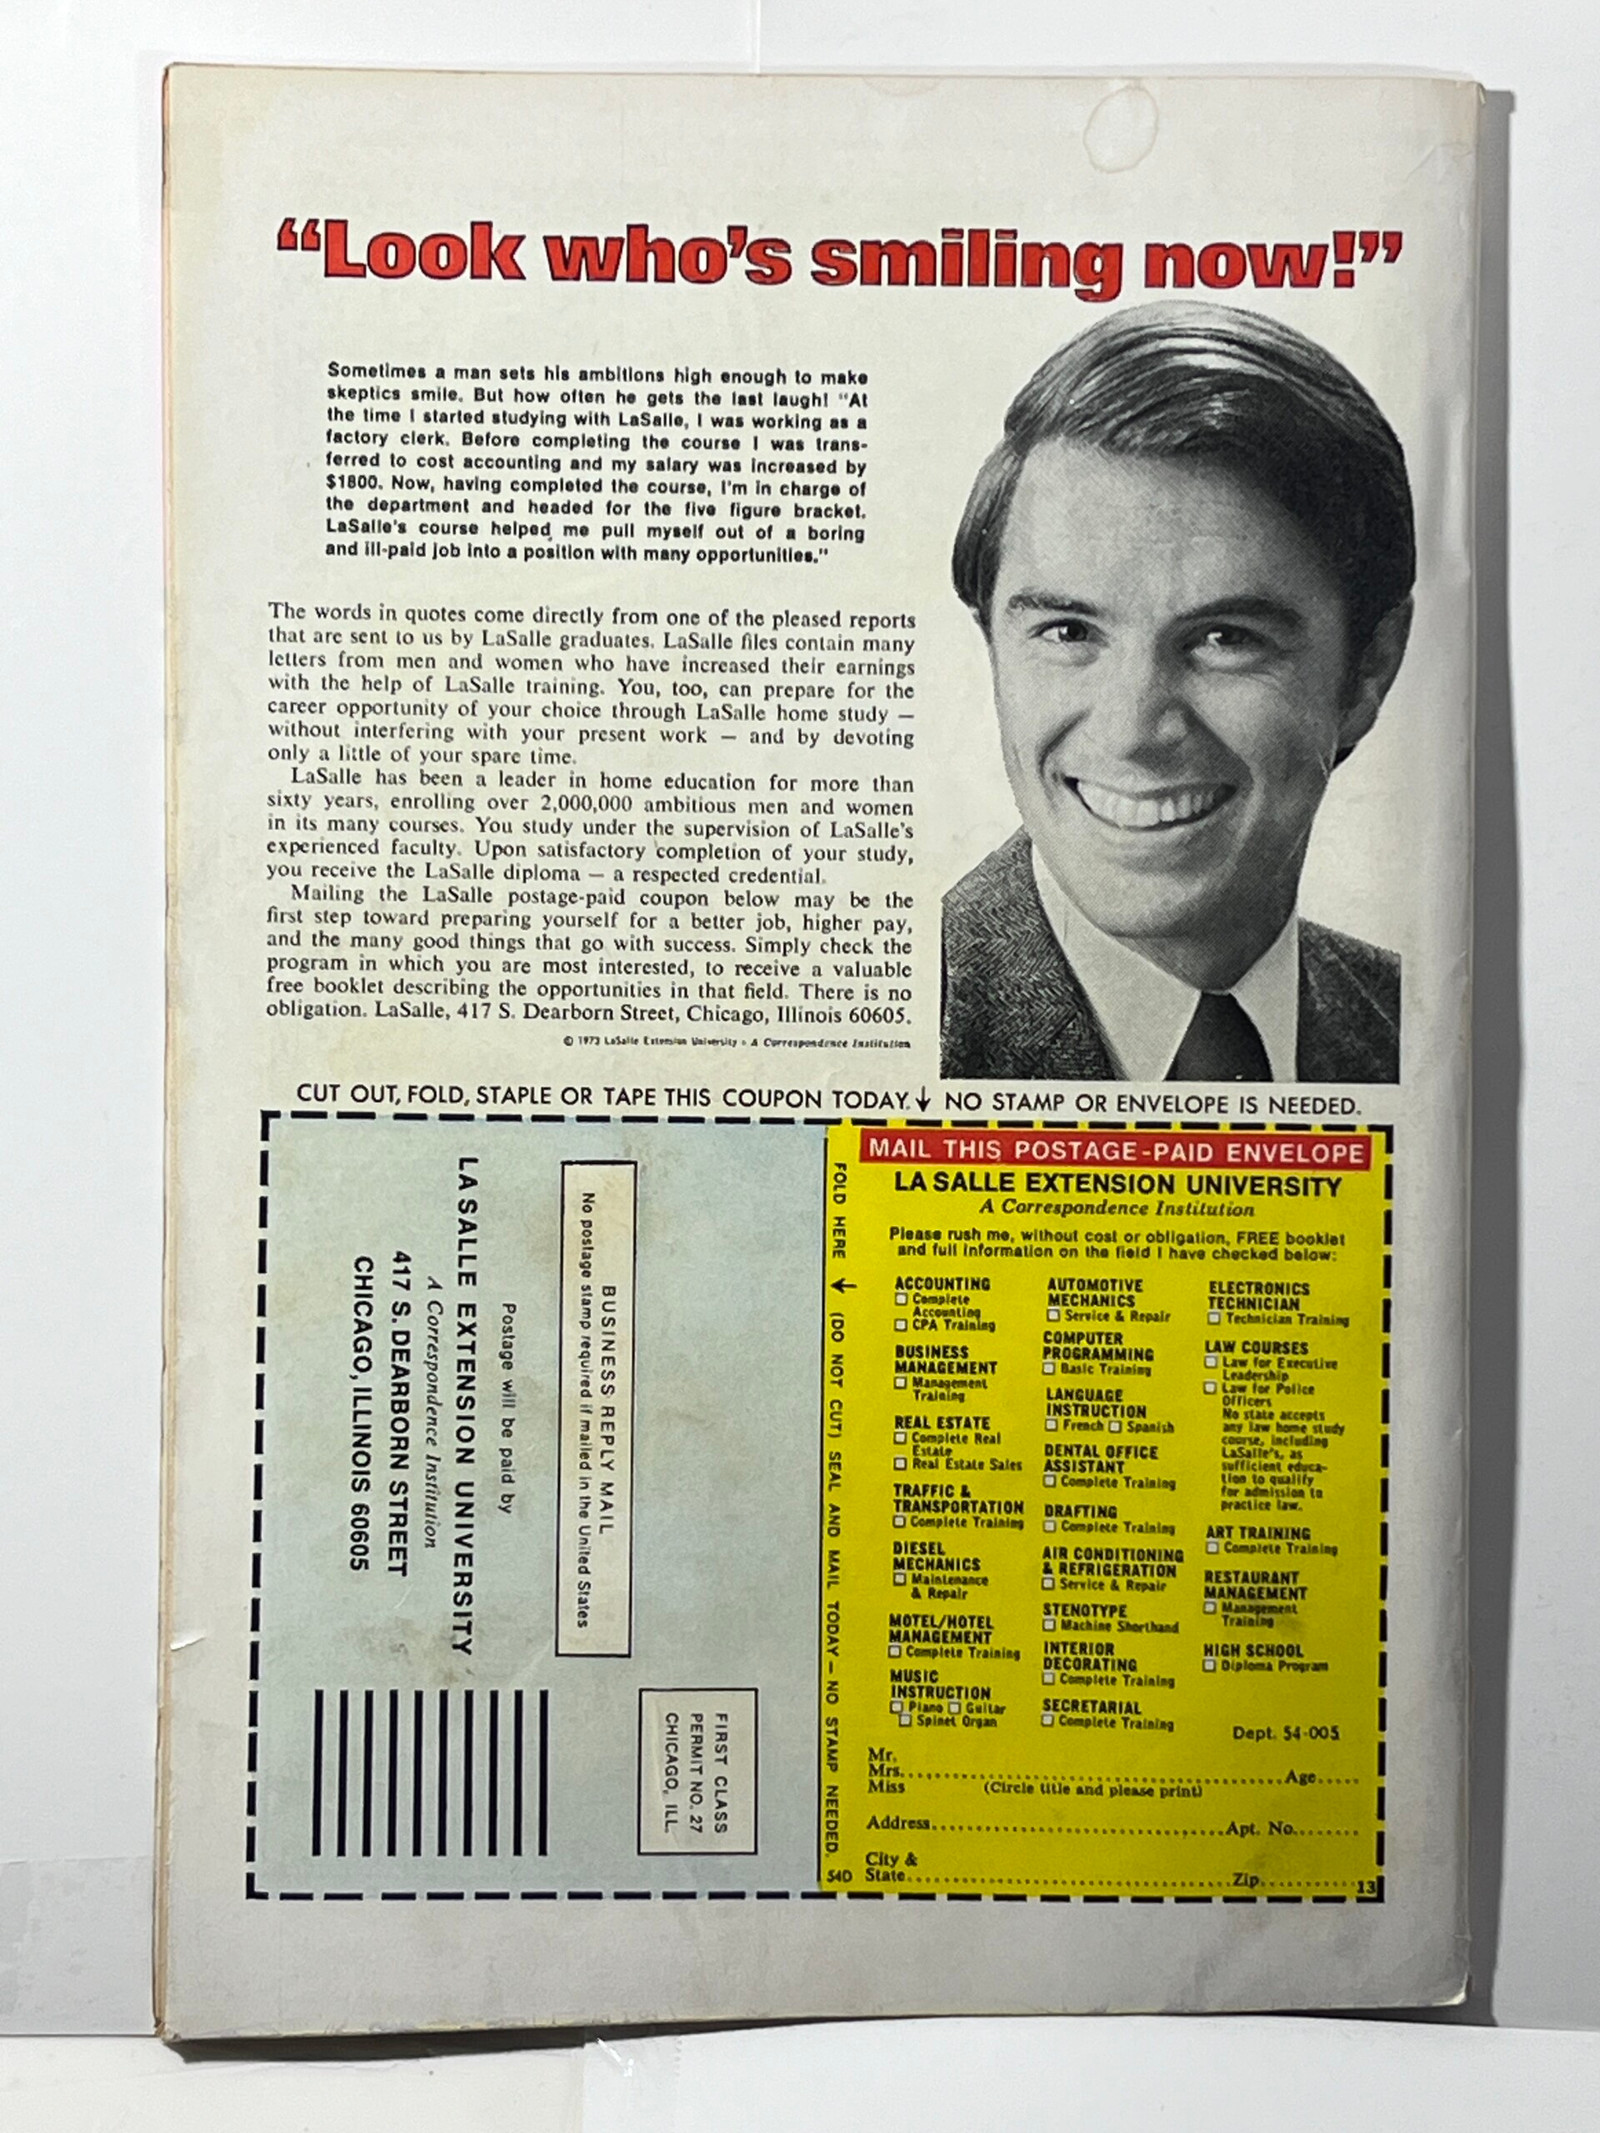 “Look who’s smiling now!”
Sometimes a man sets his ambitions high enough to make
skeptics smile. But how often he gets the last laugh! “At
the time I started studying with LaSalle, I was working as a
factory clerk. Before completing the course I was trans-
ferred to cost accounting and my salary was increased by
$1800. Now, having completed the course, I’m in charge of
the department and headed for the five figure bracket.
LaSalle’s course helped me pull myself out of a boring
and ill-paid job into a position with many opportunities.”
The words in quotes come directly from one of the pleased reports
that are sent to us by LaSalle graduates. LaSalle files contain many
letters from men and women who have increased their earnings
with the help of LaSalle training. You, too, can prepare for the
career opportunity of your choice through LaSalle home study —
without interfering with your present work — and by devoting
only a little of your spare time.
LaSalle has been a leader in home education for more than
sixty years, enrolling over 2,000,000 ambitious men and women
in its many courses. You study under the supervision of LaSalle’s
experienced faculty. Upon satisfactory completion of your study,
you receive the LaSalle diploma — a respected credential.
Mailing the LaSalle postage-paid coupon below may be the
first step toward preparing yourself for a better job, higher pay,
and the many good things that go with success. Simply check the
program in which you are most interested, to receive a valuable
free booklet describing the opportunities in that field. There is no
obligation. LaSalle, 417 S. Dearborn Street, Chicago, Illinois 60605.
© 1973 LaSalle Extension University • A Correspondence Institution
CUT OUT, FOLD, STAPLE OR TAPE THIS COUPON TODAY. ↓ NO STAMP OR ENVELOPE IS NEEDED.
FIRST CLASS
PERMIT NO. 27
CHICAGO, ILL.
BUSINESS REPLY MAIL
No postage stamp required if mailed in the United States
Postage will be paid by
LA SALLE EXTENSION UNIVERSITY
A Correspondence Institution
417 S. DEARBORN STREET
CHICAGO, ILLINOIS 60605
FOLD HERE ↓ (DO NOT CUT) SEAL AND MAIL TODAY — NO STAMP NEEDED.
MAIL THIS POSTAGE-PAID ENVELOPE
LA SALLE EXTENSION UNIVERSITY
A Correspondence Institution
Please rush me, without cost or obligation, FREE booklet
and full information on the field I have checked below:
ACCOUNTING
☐ Complete
Accounting
☐ CPA Training
BUSINESS
MANAGEMENT
☐ Management
Training
REAL ESTATE
☐ Complete Real
Estate
☐ Real Estate Sales
TRAFFIC &
TRANSPORTATION
☐ Complete Training
DIESEL
MECHANICS
☐ Maintenance
& Repair
MOTEL/HOTEL
MANAGEMENT
☐ Complete Training
MUSIC
INSTRUCTION
☐ Piano ☐ Guitar
☐ Spinet Organ
AUTOMOTIVE
MECHANICS
☐ Service & Repair
COMPUTER
PROGRAMMING
☐ Basic Training
LANGUAGE
INSTRUCTION
☐ French ☐ Spanish
DENTAL OFFICE
ASSISTANT
☐ Complete Training
DRAFTING
☐ Complete Training
AIR CONDITIONING
& REFRIGERATION
☐ Service & Repair
STENOTYPE
☐ Machine Shorthand
INTERIOR
DECORATING
☐ Complete Training
SECRETARIAL
☐ Complete Training
ELECTRONICS
TECHNICIAN
☐ Technician Training
LAW COURSES
☐ Law for Executive
Leadership
☐ Law for Police
Officers
No state accepts
any law home study
course, including
LaSalle’s, as
sufficient educa-
tion to qualify
for admission to
practice law.
ART TRAINING
☐ Complete Training
RESTAURANT
MANAGEMENT
☐ Management
Training
HIGH SCHOOL
☐ Diploma Program
Dept. 54-005
Mr.
Mrs. Age
Miss (Circle title and please print)
Address Apt. No.
City &
54D State Zip 13